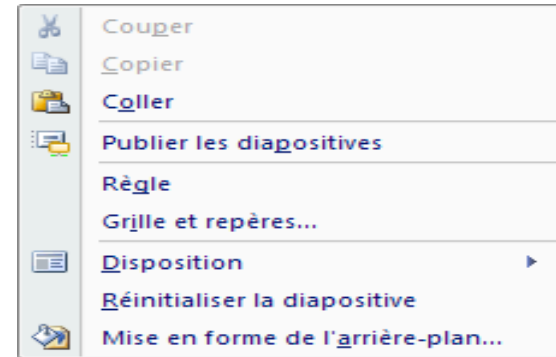 Couper
Copier
Coller
Publier les diapositives
Règle
Grille et repères...
Disposition
Réinitialiser la diapositive
Mise en forme de l'arrière-plan...